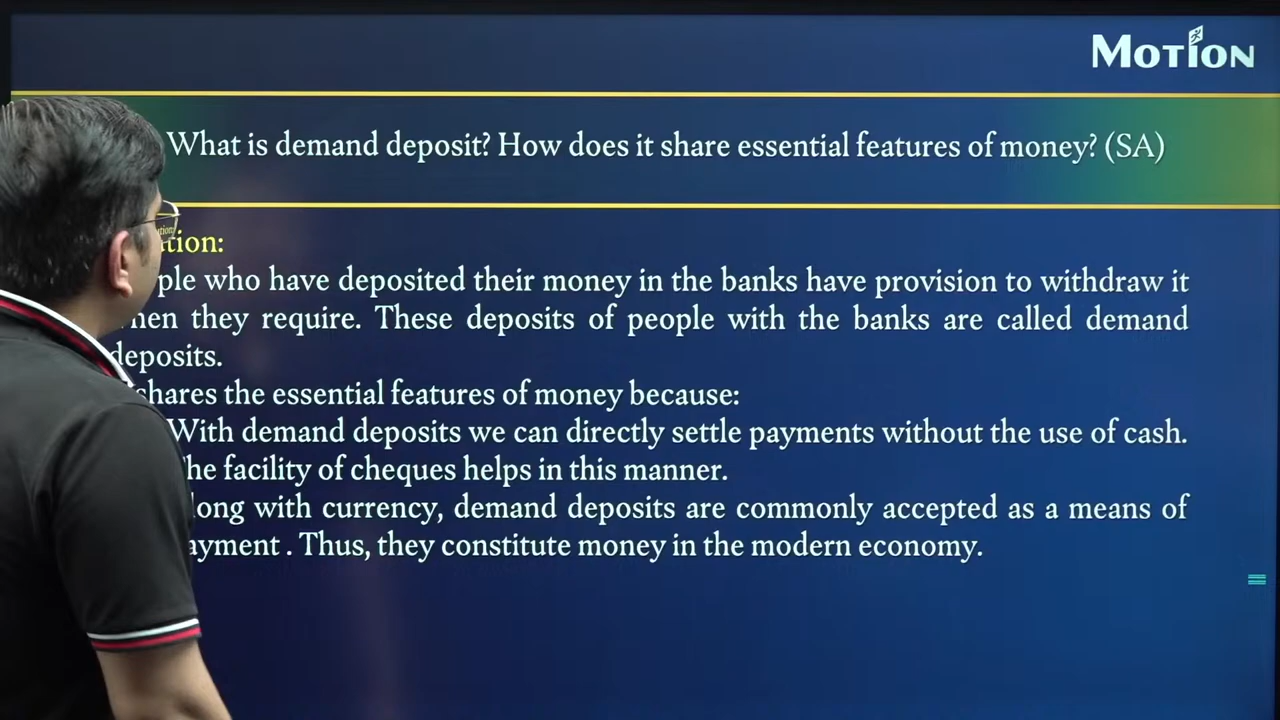 MOTION
What is demand deposit? How does it share essential features of money? (SA)
tion:
ple who have deposited their money in the banks have provision to withdraw it
hen they require. These deposits of people with the banks are called demand
deposits.
shares the essential features of money because:
With demand deposits we can directly settle payments without the use of cash.
he facility of cheques helps in this manner.
long with currency, demand deposits are commonly accepted as a means of
ayment . Thus, they constitute money in the modern economy.